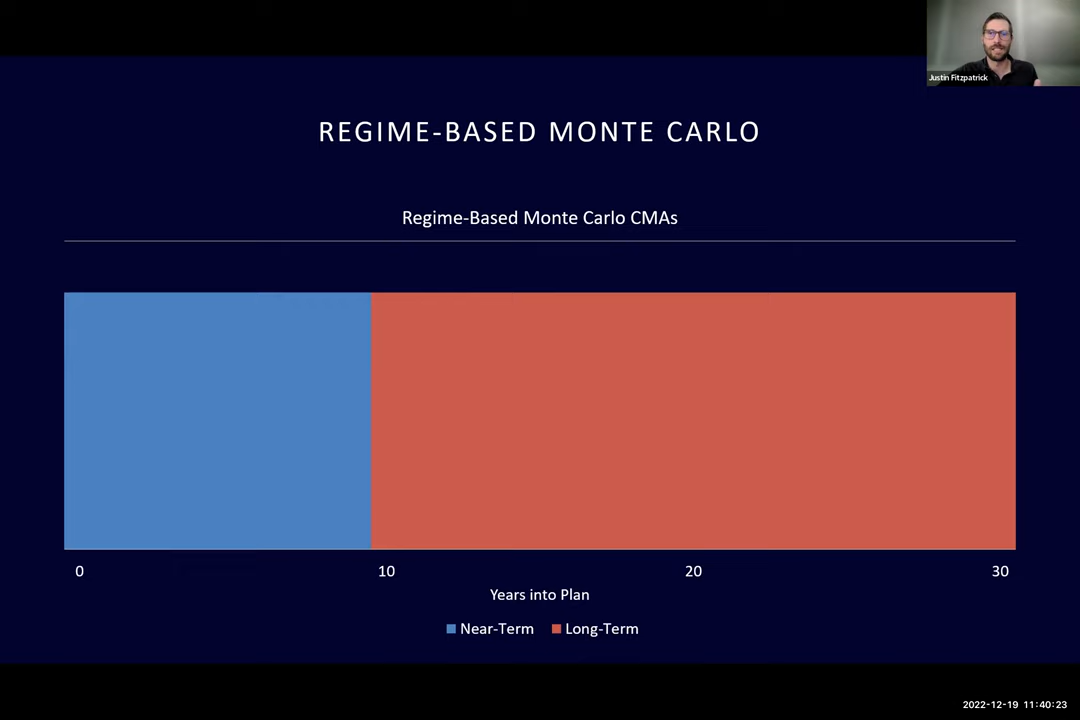 Justin Fitzpatrick
REGIME-BASED MONTE CARLO
Regime-Based Monte Carlo CMAs
0 10 20 30
Years into Plan
Near-Term Long-Term
2022-12-19 11:40:23